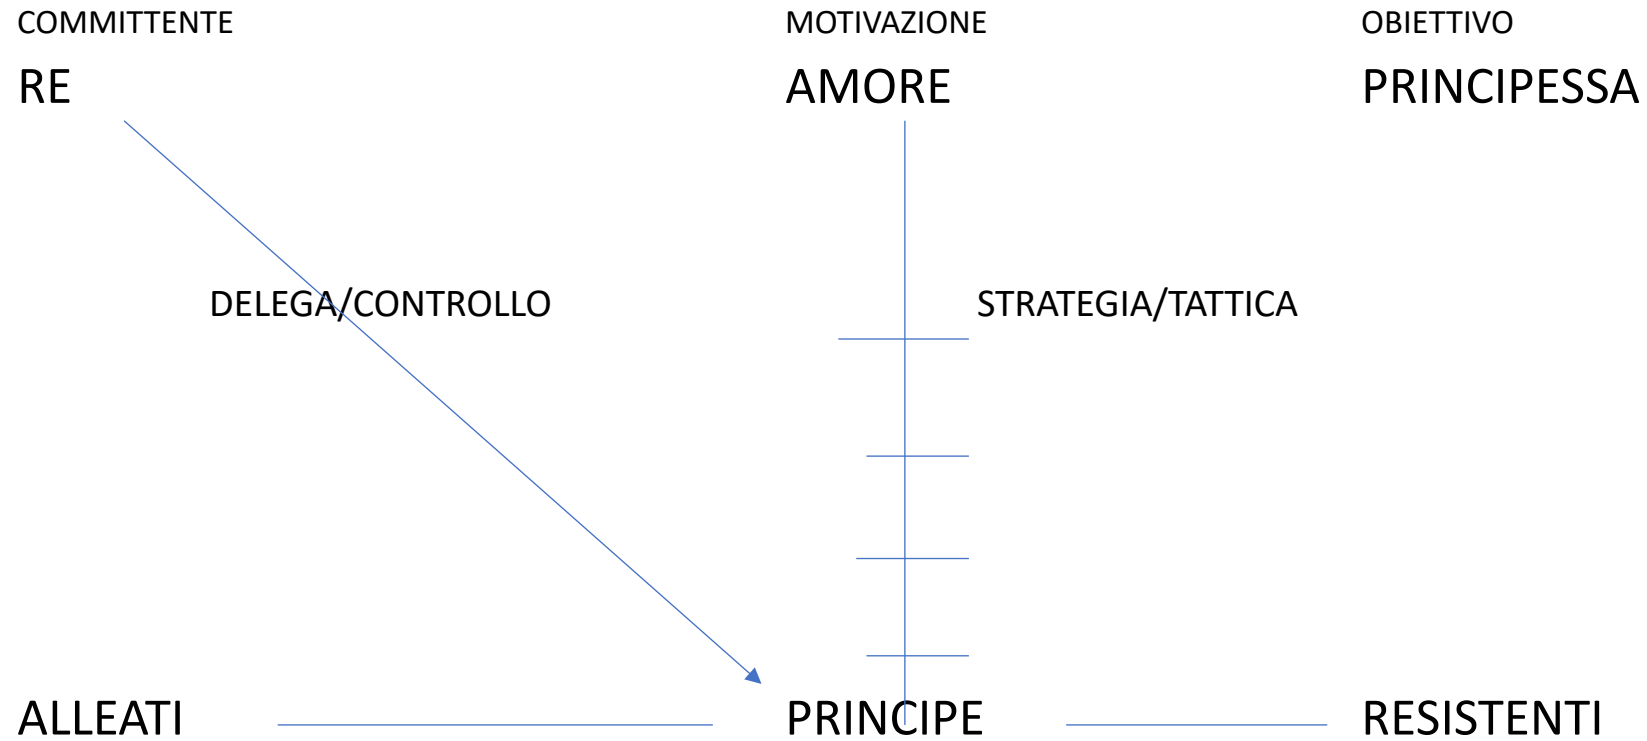 COMMITTENTE MOTIVAZIONE OBIETTIVO
RE AMORE PRINCIPESSA
DELEGA/CONTROLLO STRATEGIA/TATTICA
ALLEATI PRINCIPE RESISTENTI